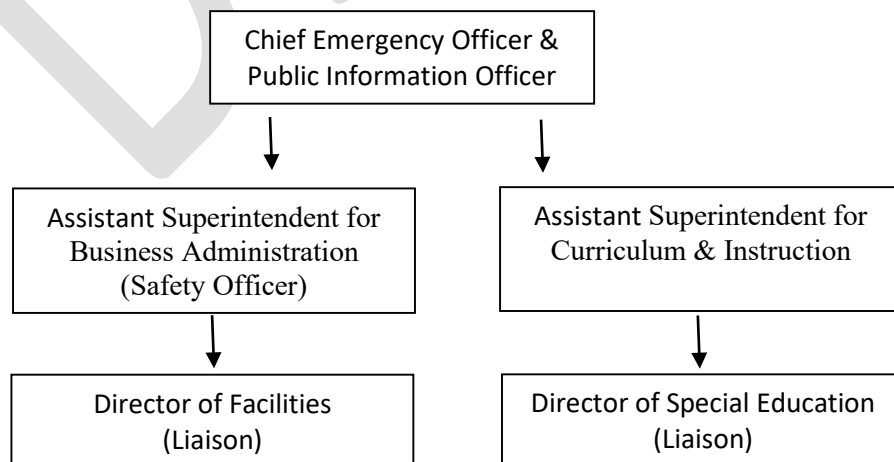 Chief Emergency Officer &
Public Information Officer
Assistant Superintendent for
Business Administration
(Safety Officer)
Assistant Superintendent for
Curriculum & Instruction
Director of Facilities
(Liaison)
Director of Special Education
(Liaison)